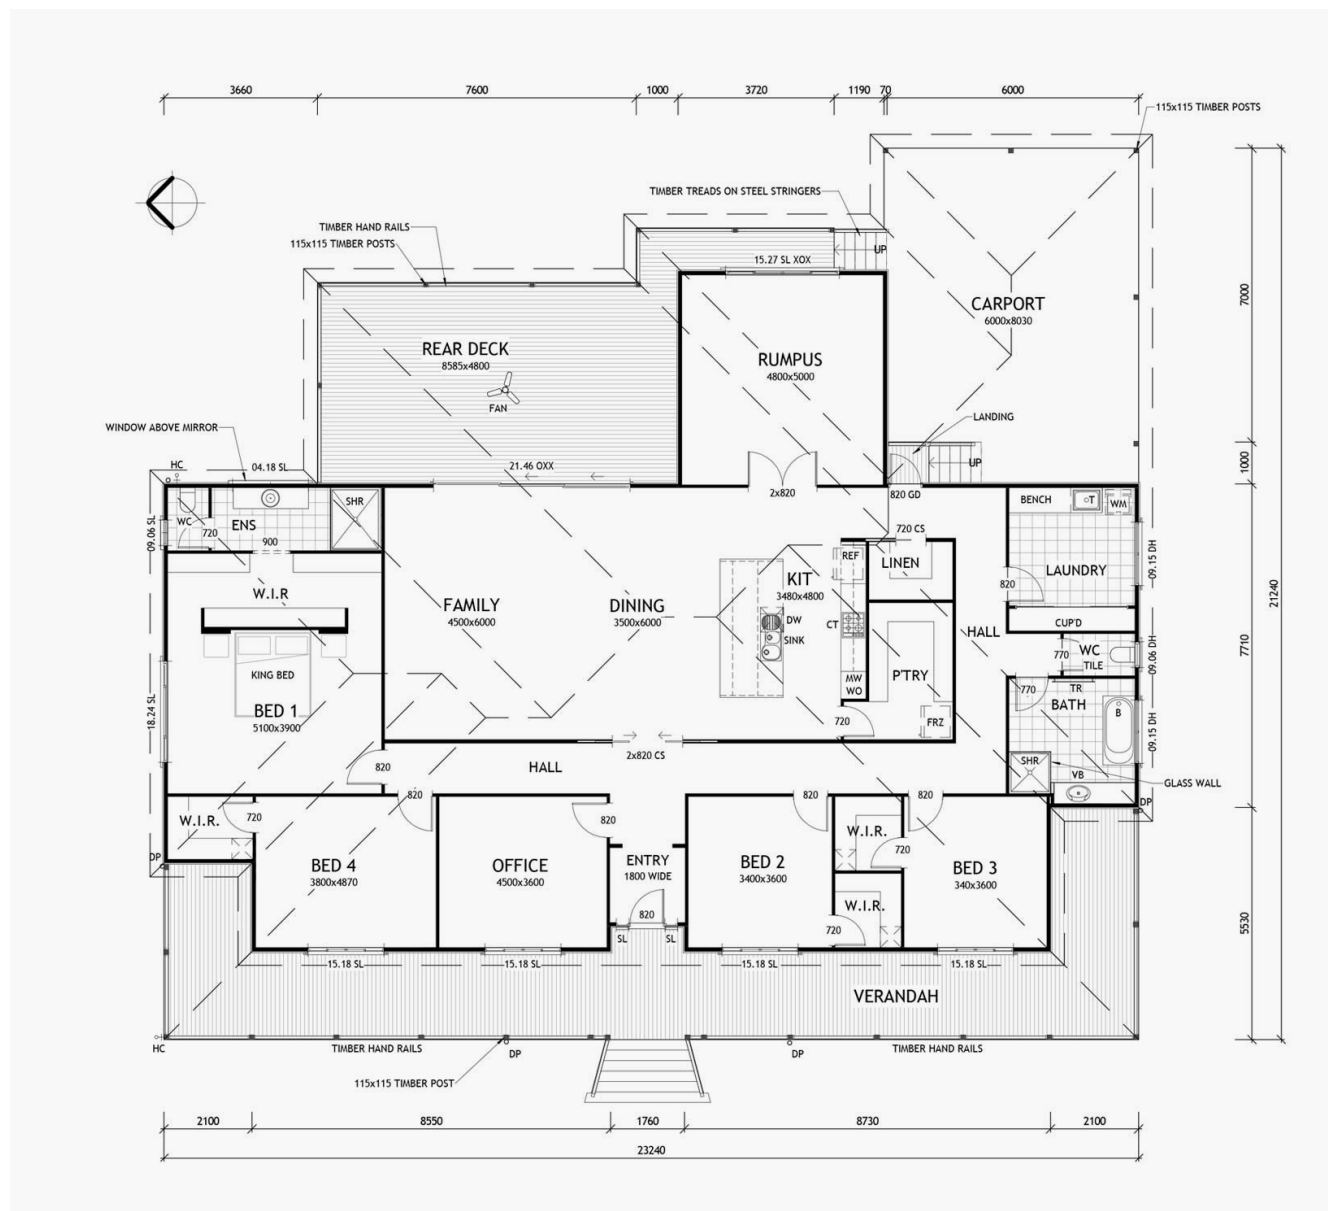 3660
7600
1000
3720
1190
70
6000
115x115 TIMBER POSTS
TIMBER TREADS ON STEEL STRINGERS
TIMBER HAND RAILS
115x115 TIMBER POSTS
UP
15.27 SL XOX
7000
CARPORT
6000x8030
REAR DECK
8585x4800
RUMPUS
4800x5000
FAN
LANDING
WINDOW ABOVE MIRROR
HC
04.18 SL
21.46 OXX
UP
1000
2x820
820 GD
SHR
BENCH
T
WM
WC
ENS
720
09.06 SL
900
720 CS
REF
LINEN
09.15 DH
LAUNDRY
820
KIT
3480x4800
W.I.R
FAMILY
4500x6000
DINING
3500x6000
DW
CT
SINK
CUP'D
HALL
21240
7710
WC
TILE
770
09.06 DH
KING BED
MW
WO
P'TRY
770
TR
BATH
BED 1
5100x3900
18.24 SL
720
FRZ
B
09.15 DH
2x820 CS
HALL
820
SHR
VB
GLASS WALL
820
820
820
DP
W.I.R.
720
820
W.I.R.
720
DP
BED 4
3800x4870
OFFICE
4500x3600
ENTRY
1800 WIDE
BED 2
3400x3600
BED 3
340x3600
W.I.R.
820
720
SL
SL
5530
15.18 SL
15.18 SL
15.18 SL
15.18 SL
VERANDAH
HC
TIMBER HAND RAILS
DP
DP
TIMBER HAND RAILS
115x115 TIMBER POST
2100
8550
1760
8730
2100
23240